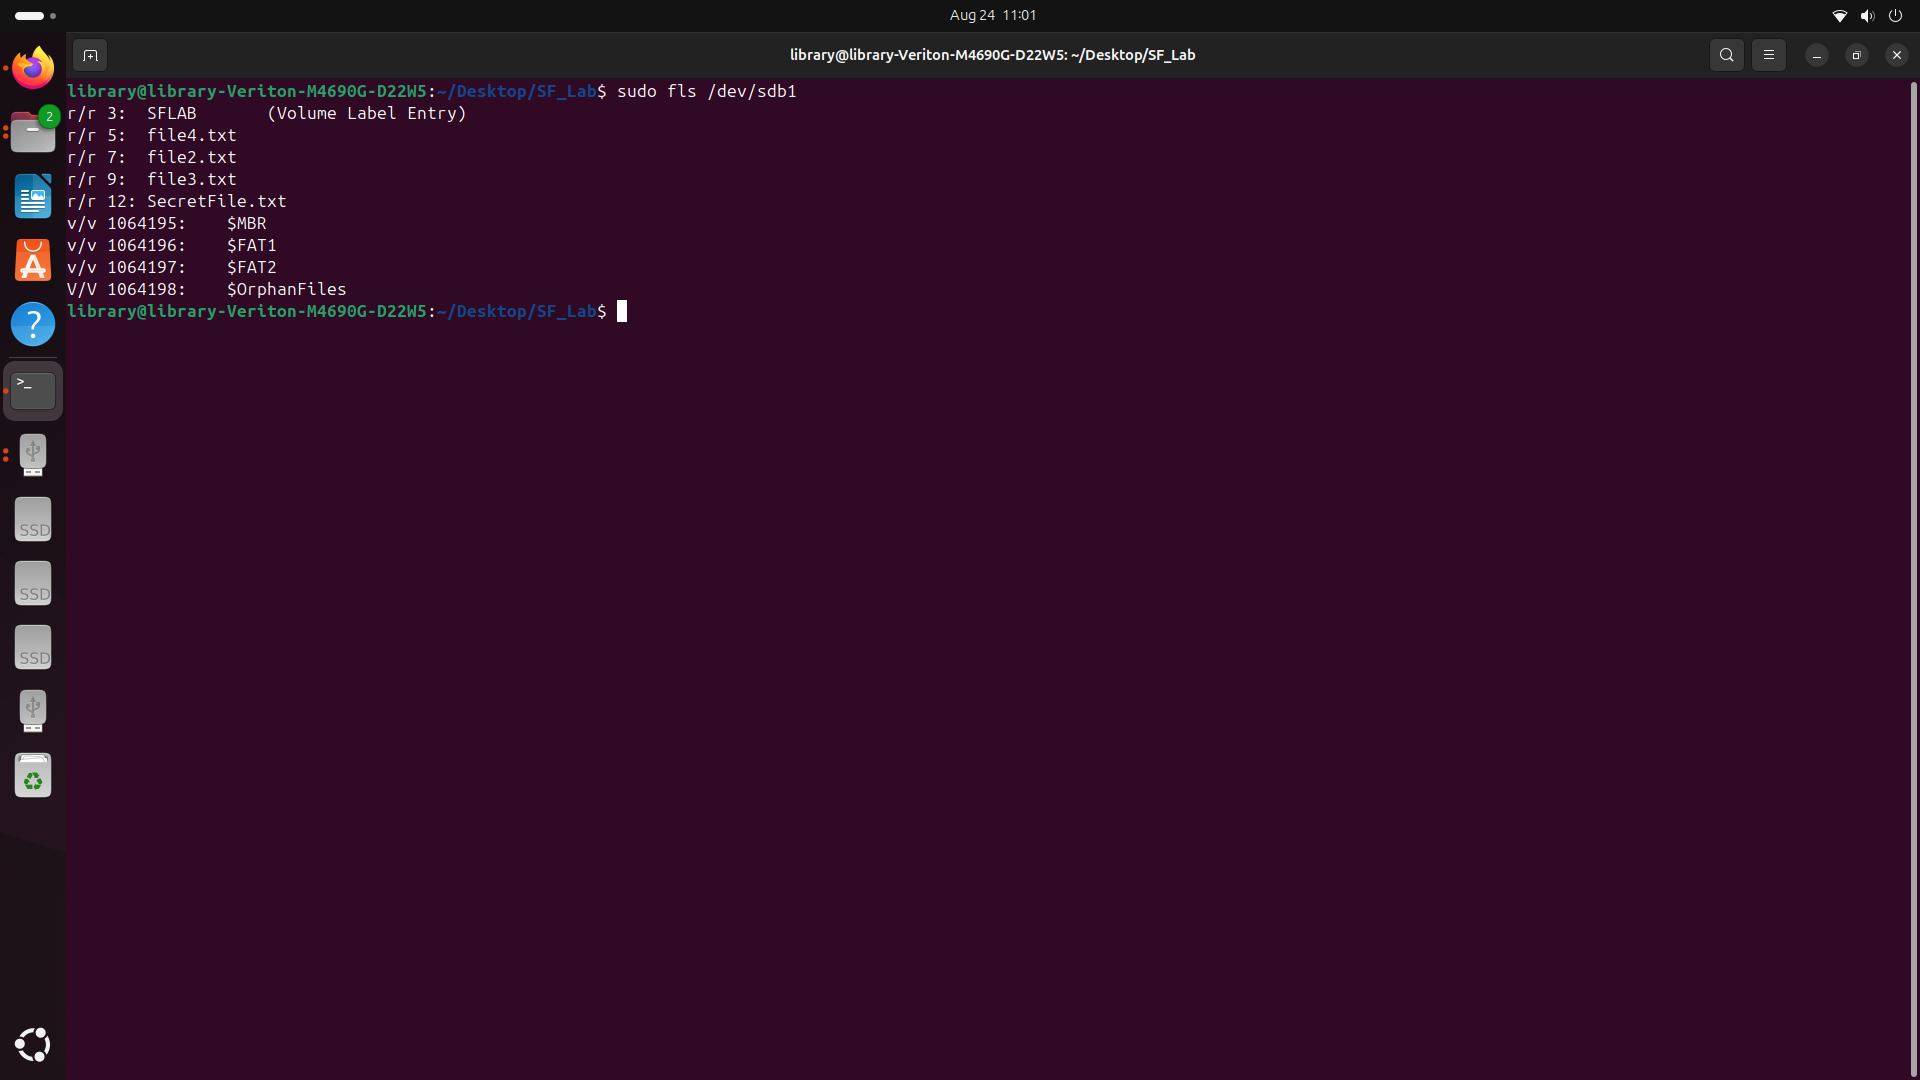 Aug 24 11:01
library@library-Veriton-M4690G-D22W5: ~/Desktop/SF_Lab
library@library-Veriton-M4690G-D22W5:~/Desktop/SF_Lab$ sudo fls /dev/sdb1
r/r 3: SFLAB (Volume Label Entry)
r/r 5: file4.txt
r/r 7: file2.txt
r/r 9: file3.txt
r/r 12: SecretFile.txt
v/v 1064195: $MBR
v/v 1064196: $FAT1
v/v 1064197: $FAT2
V/V 1064198: $OrphanFiles
library@library-Veriton-M4690G-D22W5:~/Desktop/SF_Lab$
2
?
>_
SSD
SSD
SSD